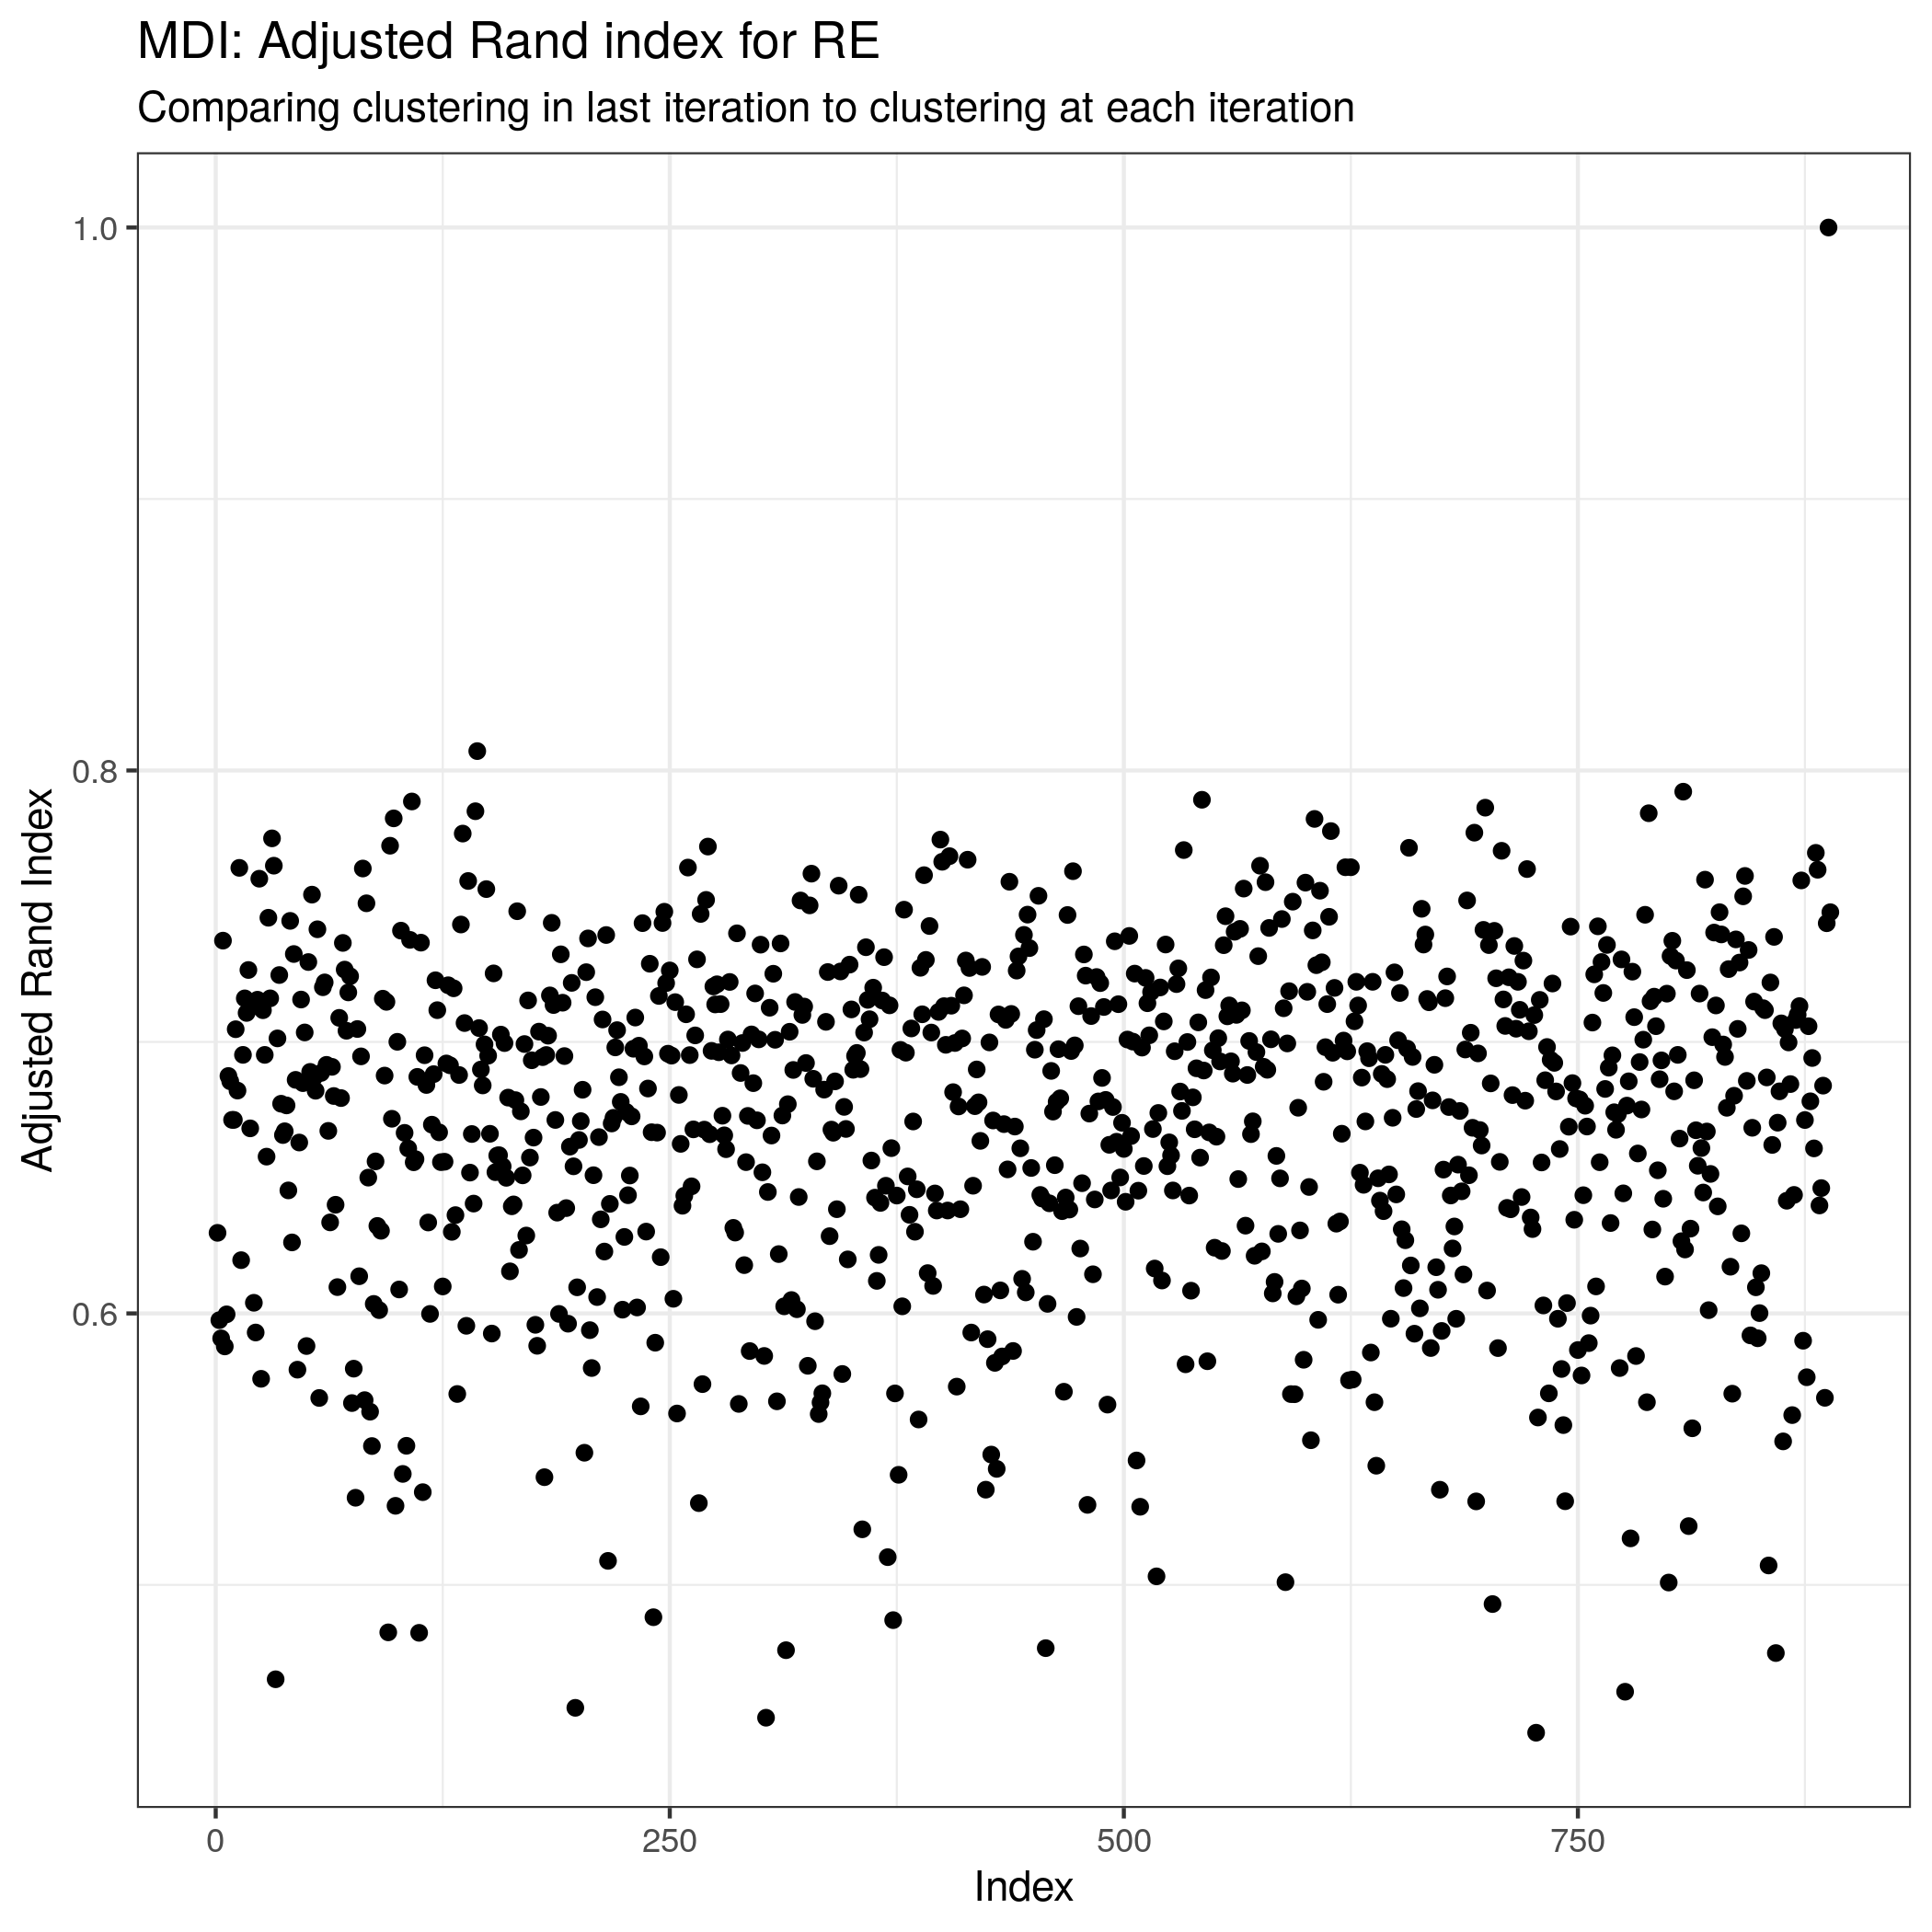 MDI: Adjusted Rand index for RE
Comparing clustering in last iteration to clustering at each iteration
Adjusted Rand Index
1.0
0.8
0.6
0
250
500
750
Index